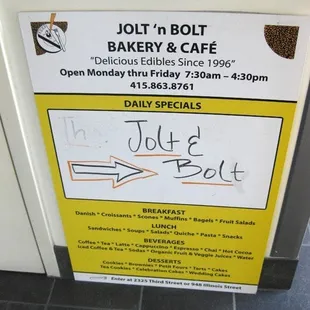 JOLT 'n BOLT
BAKERY & CAFÉ
"Delicious Edibles Since 1996"
Open Monday thru Friday 7:30am – 4:30pm
415.863.8761
DAILY SPECIALS
Jolt &
Bolt
BREAKFAST
Danish * Croissants * Scones * Muffins * Bagels * Fruit Salads
LUNCH
Sandwiches * Soups * Salads * Quiche * Pasta * Snacks
BEVERAGES
Coffee * Tea * Latte * Cappuccino * Espresso * Chai * Hot Cocoa
Iced Coffee & Tea * Sodas * Organic Fruit & Veggie Juices * Water
DESSERTS
Cookies * Brownies * Petit Fours * Tarts * Cakes
Tea Cookies * Celebration Cakes * Wedding Cakes
Enter at 2325 Third Street or 948 Illinois Street